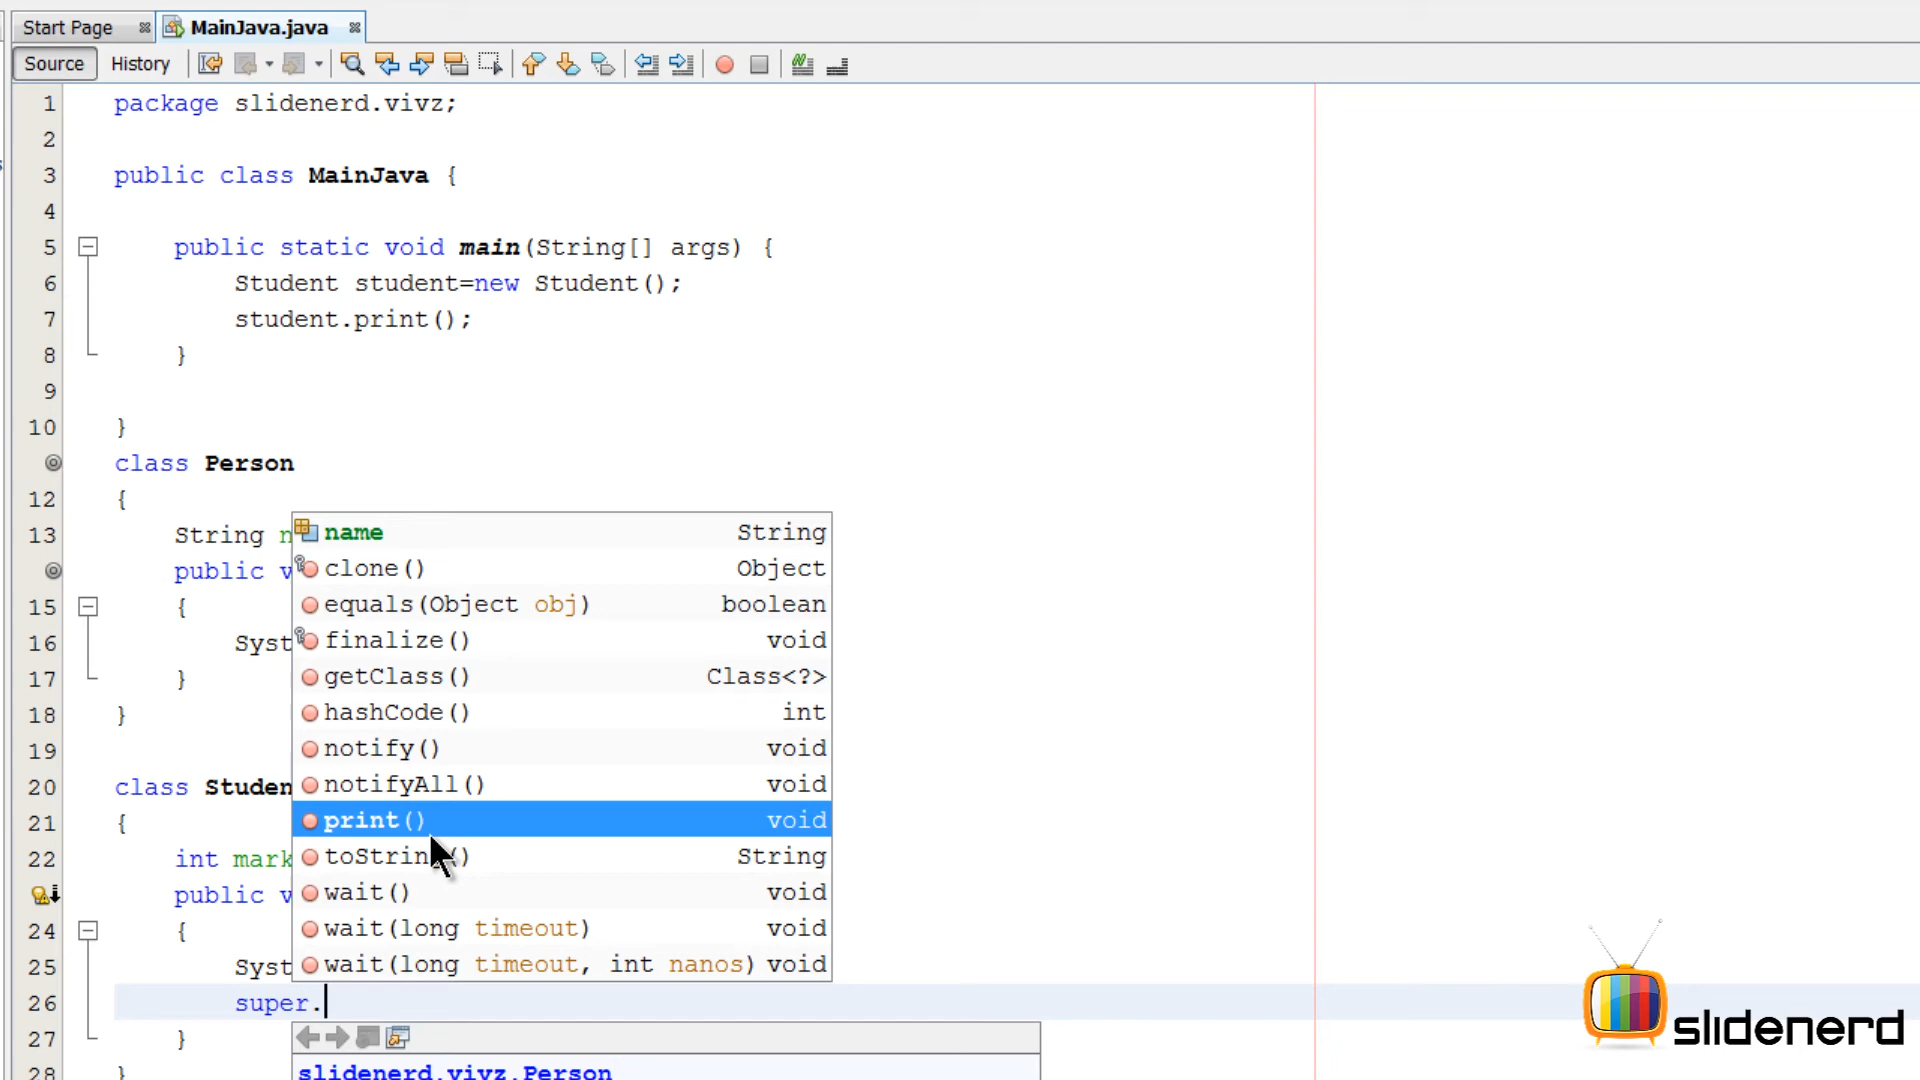 Start Page MainJava.java
Source History
1 package slidenerd.vivz;
2
3 public class MainJava {
4
5 public static void main(String[] args) {
6 Student student=new Student();
7 student.print();
8 }
9
10 }
class Person
12 {
13 String n
public v
15 {
16 Syst
17 }
18 }
19
20 class Studen
21 {
22 int mark
public v
24 {
25 Syst
26 super.
27 }
28 }
name String
clone() Object
equals(Object obj) boolean
finalize() void
getClass() Class<?>
hashCode() int
notify() void
notifyAll() void
print() void
toString() String
wait() void
wait(long timeout) void
wait(long timeout, int nanos) void
slidenerd.vivz.Person
slidenerd